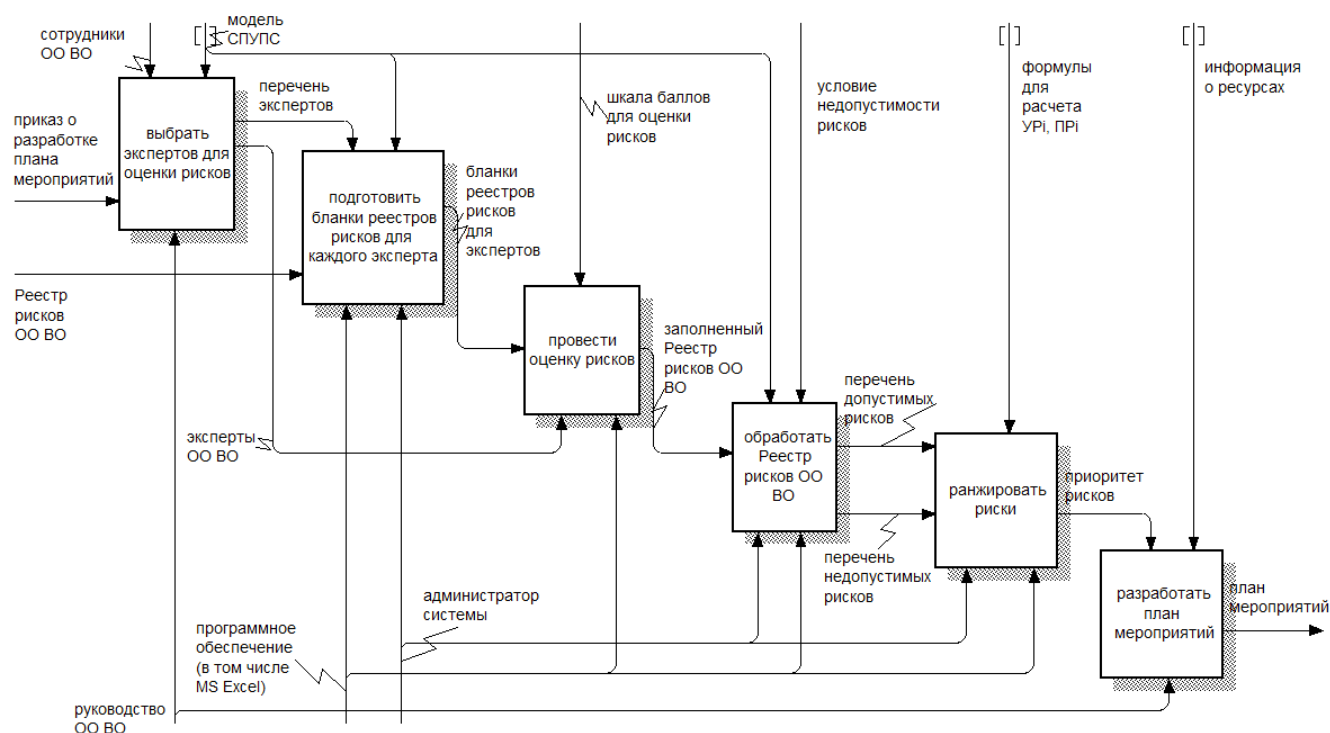 сотрудники
ОО ВО
модель
СПУПС
[ ]
[ ]
[ ]
приказ о
разработке
плана
мероприятий
выбрать
экспертов для
оценки рисков
перечень
экспертов
шкала баллов
для оценки
рисков
условие
недопустимости
рисков
формулы
для
расчета
УРi, ПРi
информация
о ресурсах
Реестр
рисков
ОО ВО
подготовить
бланки реестров
рисков для
каждого эксперта
бланки
реестров
рисков
для
экспертов
провести
оценку рисков
заполненный
Реестр
рисков ОО
ВО
эксперты
ОО ВО
обработать
Реестр
рисков ОО
ВО
перечень
допустимых
рисков
перечень
недопустимых
рисков
ранжировать
риски
приоритет
рисков
разработать
план
мероприятий
план
мероприятий
администратор
системы
программное
обеспечение
(в том числе
MS Excel)
руководство
ОО ВО